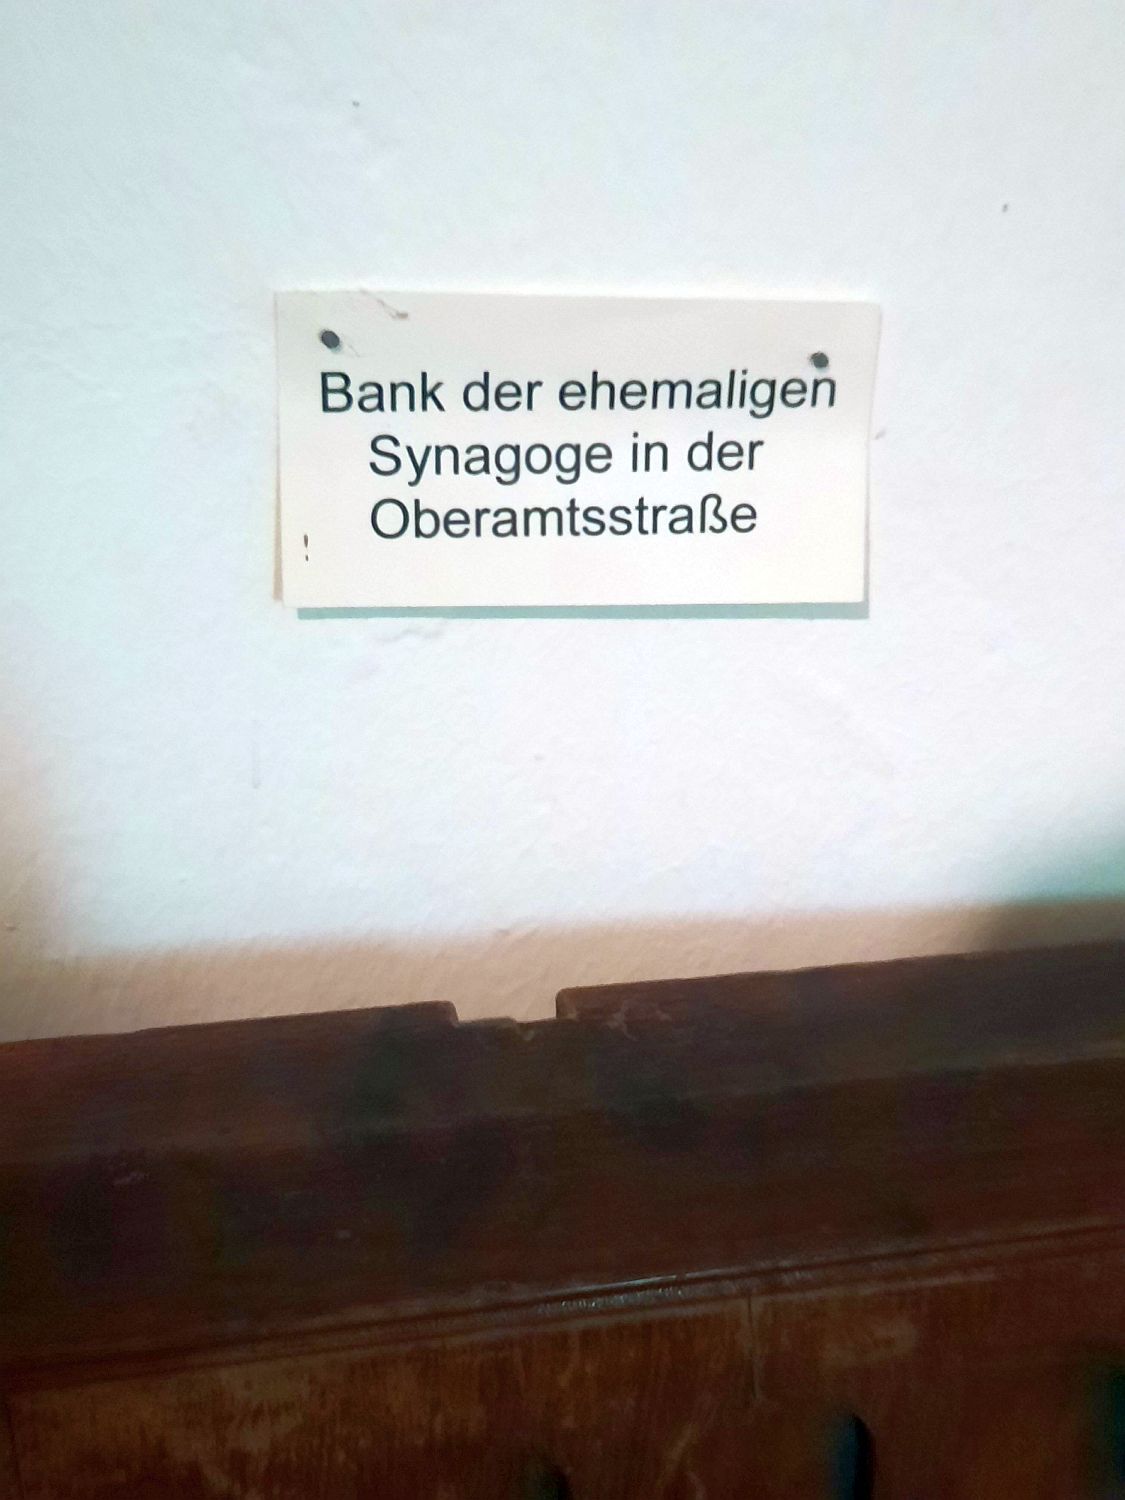 Bank der ehemaligen
Synagoge in der
Oberamtsstraße